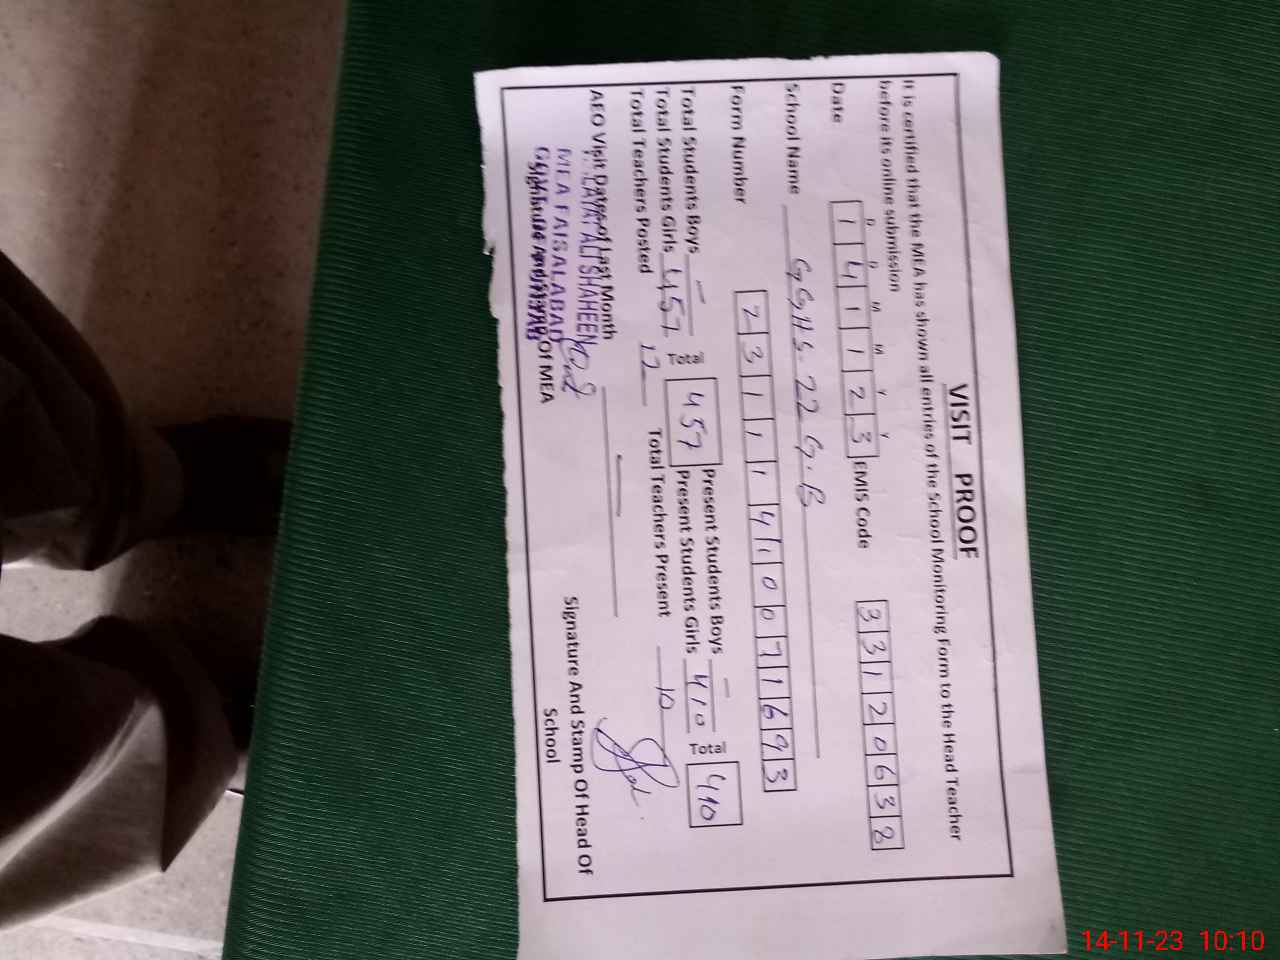 VISIT PROOF
It is certified that the MEA has shown all entries of the School Monitoring Form to the Head Teacher
before its online submission
D D M M Y Y
Date 1 4 1 1 2 3 EMIS Code 3 3 1 2 0 6 3 8
School Name GGHS. 22 G.B
Form Number 2 3 1 1 1 4 1 0 0 7 1 6 9 3
Total Students Boys — Present Students Boys —
Total Students Girls 457 Total 457 Present Students Girls 410 Total 410
Total Teachers Posted 12 Total Teachers Present 10
AEO Visit Dates of Last Month —
ALI SHAHEEN
MEA FAISALABAD
Signature And Stamp Of MEA
Signature And Stamp Of Head Of
School
14-11-23 10:10